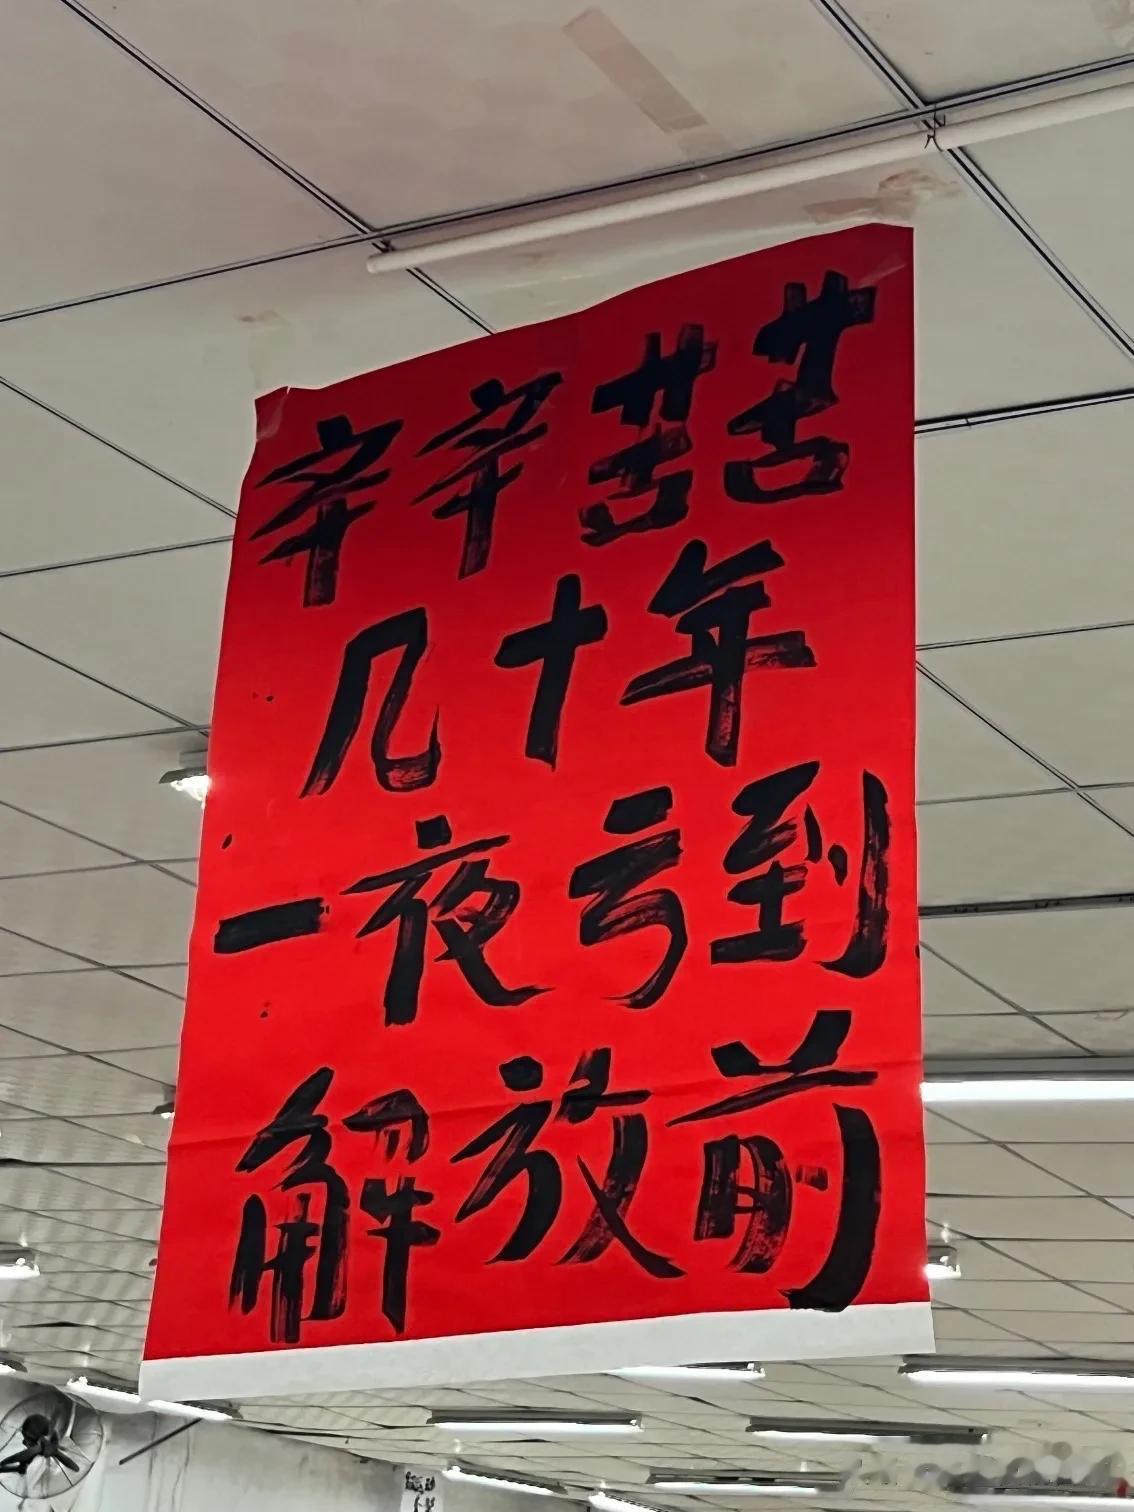 辛辛苦苦
几十年
一夜亏到
解放前